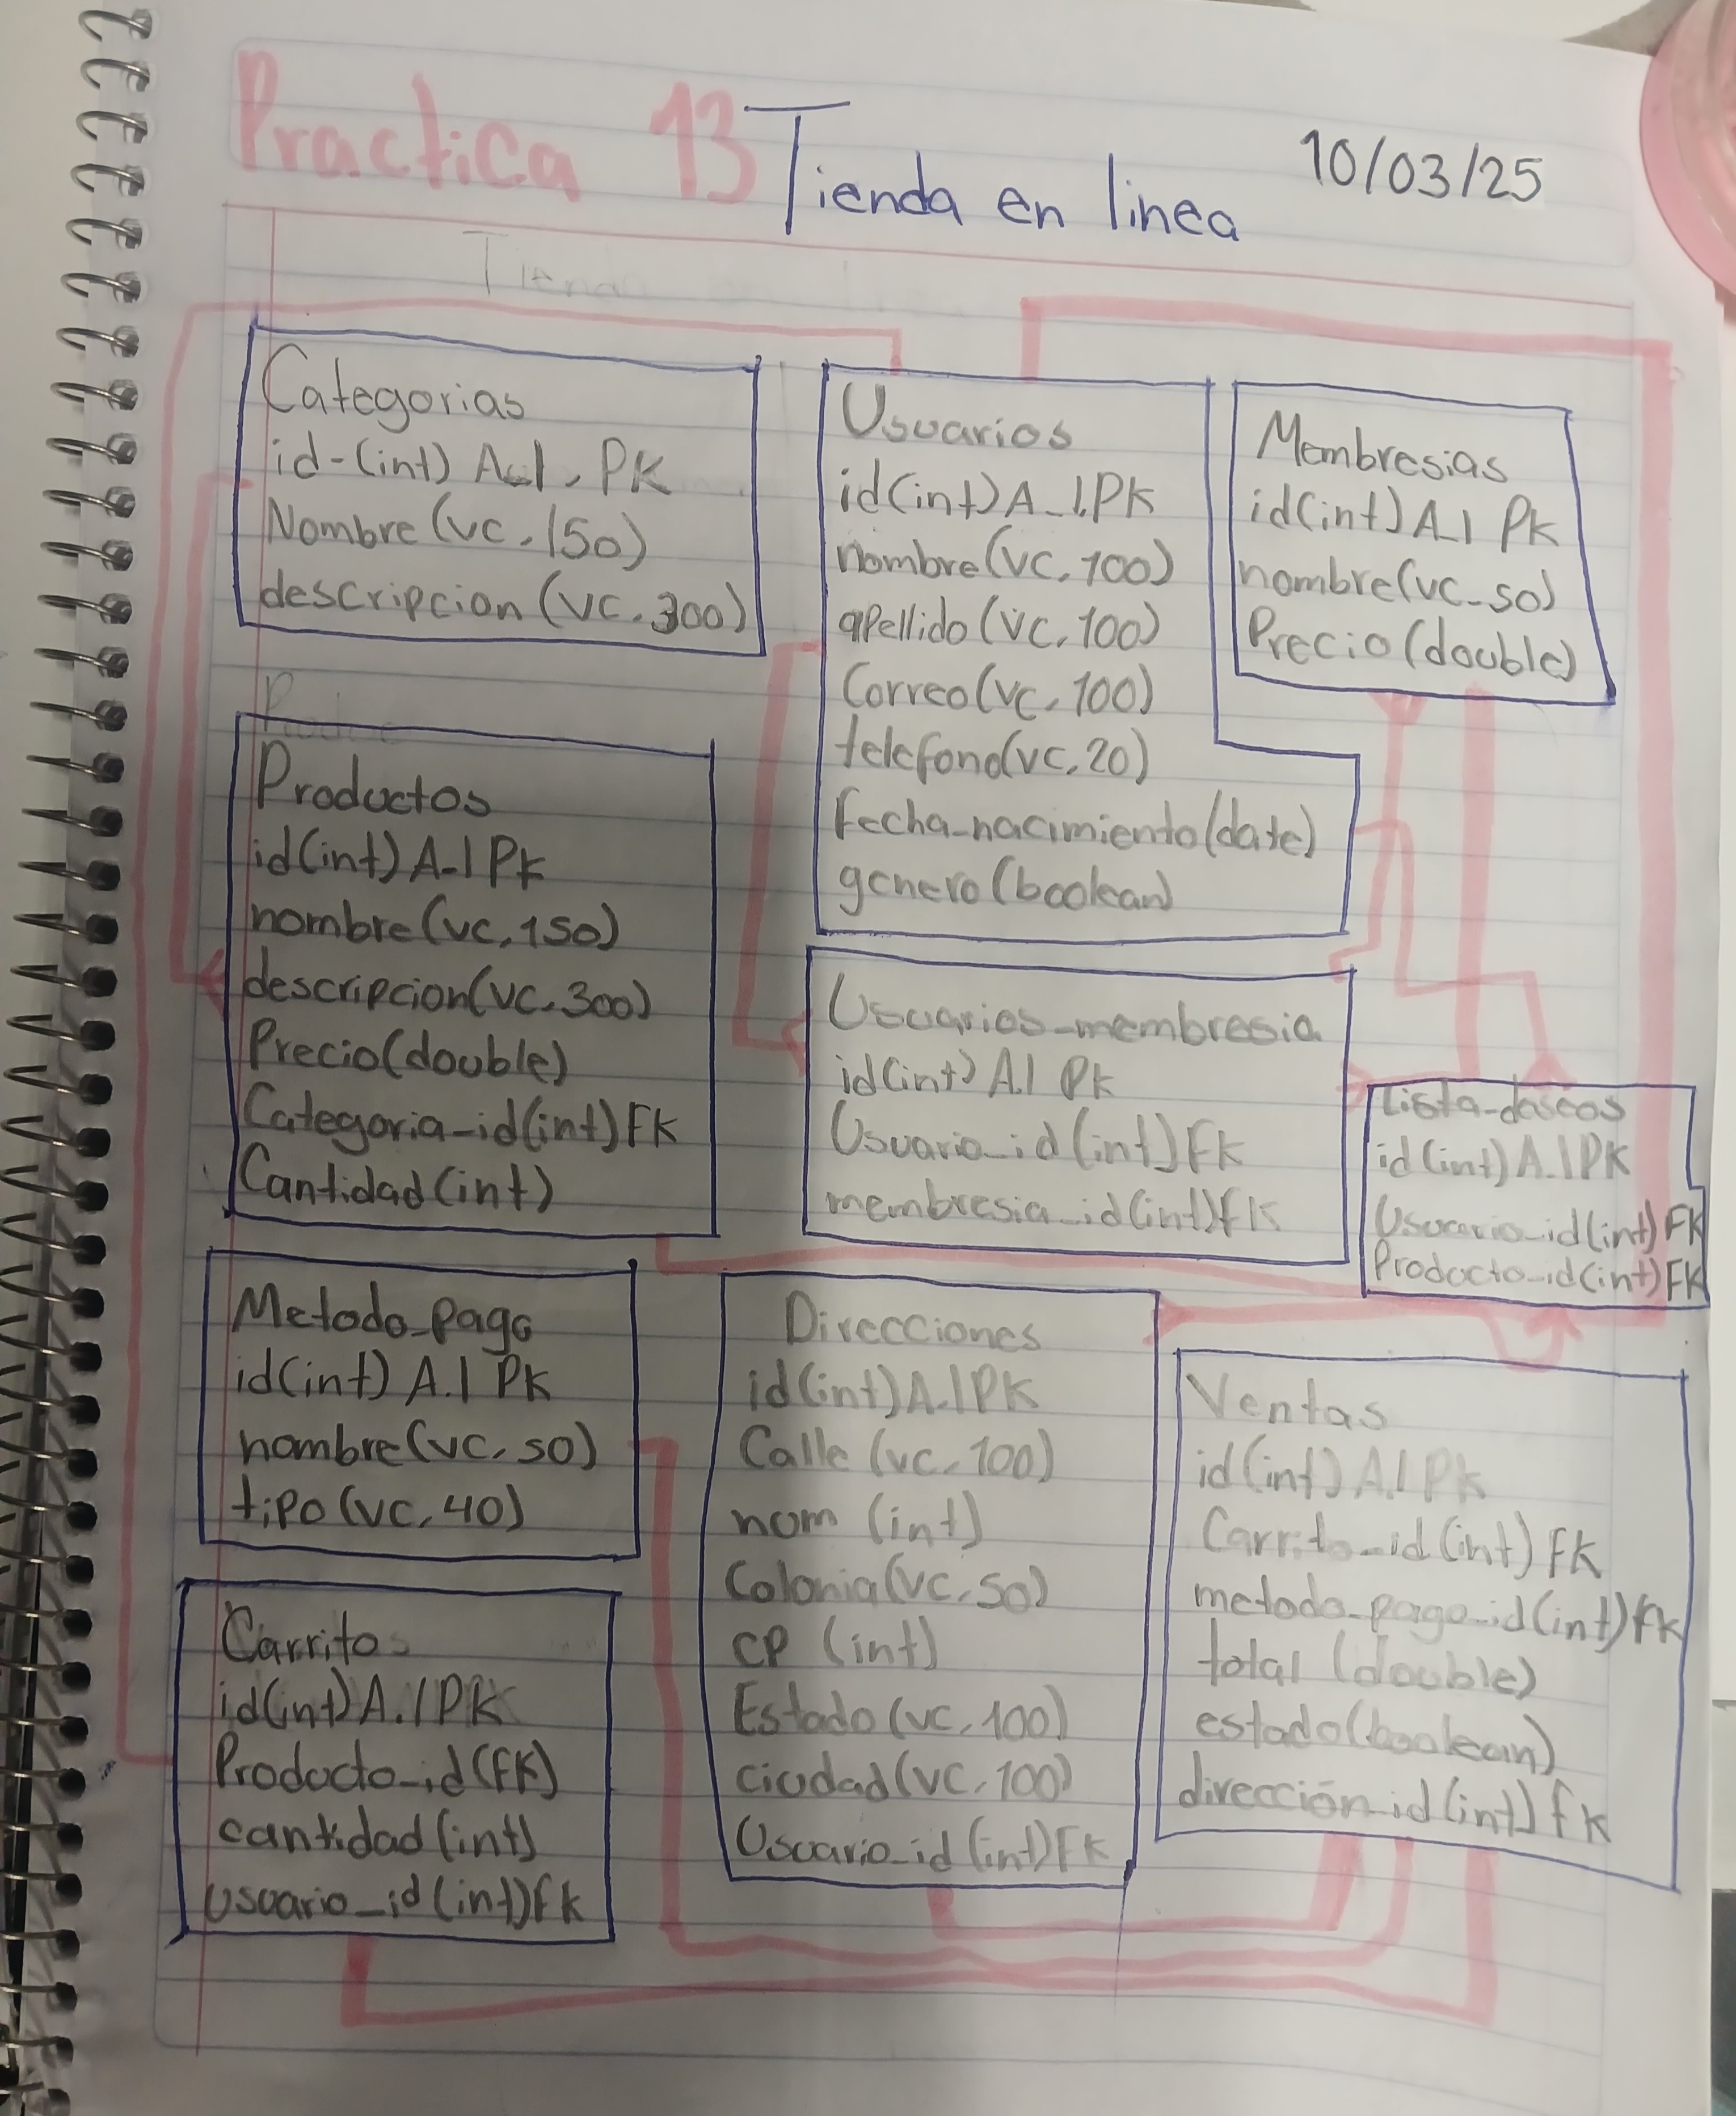 Practica 13 Tienda en linea
10/03/25
Tienda
Categorias
id-(int) A.I, PK
Nombre (vc, 150)
descripcion (vc, 300)
Usuarios
id(int) A_I,PK
nombre(vc, 100)
apellido (vc, 100)
Correo(vc, 100)
telefono(vc, 20)
fecha_nacimiento(date)
genero (boolean)
Membresias
id(int) A_I PK
nombre(vc_50)
Precio (double)
Productos
id(int) A_I PK
nombre(vc, 150)
descripcion(vc, 300)
Precio(double)
Categoria_id(int) FK
Cantidad (int)
Usuarios_membresia
id(int) A.I PK
Usuario_id (int) FK
membresia_id(int) fk
Lista_deseos
id (int) A.I PK
Usuario_id(int) FK
Producto_id(int) FK
Metodo_pago
id(int) A.I PK
nombre(vc, 50)
tipo (vc, 40)
Direcciones
id(int) A.I PK
Calle (vc, 100)
nom (int)
Colonia(vc, 50)
CP (int)
Estado (vc, 100)
ciudad (vc, 100)
Usuario_id (int) FK
Ventas
id(int) A.I PK
Carrito_id (int) FK
metodo_pago_id(int) fk
total (double)
estado(boolean)
dirección_id (int) fk
Carritos
id(int) A.I PK
Producto_id (FK)
cantidad (int)
usuario_id (int) fk